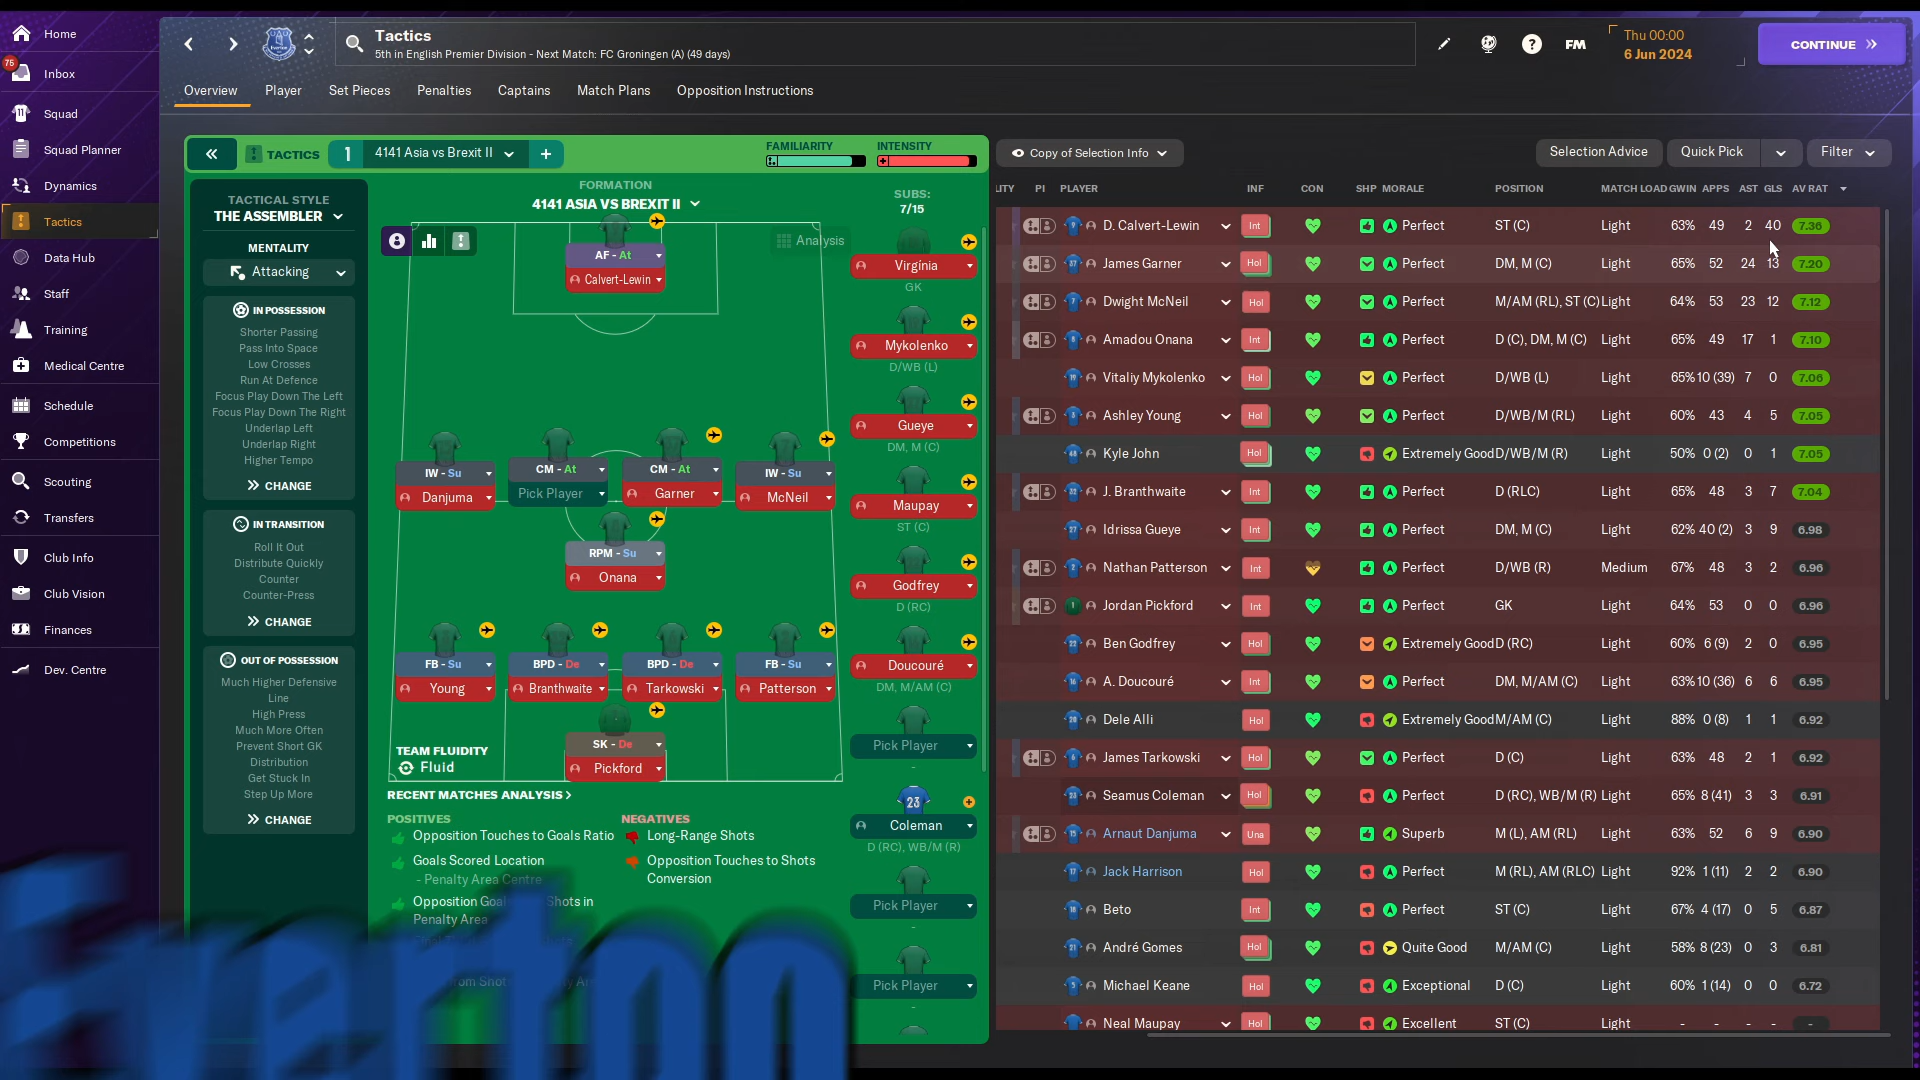 Home
75
Inbox
Squad
Squad Planner
Dynamics
Tactics
Data Hub
Staff
Training
Medical Centre
Schedule
Competitions
Scouting
Transfers
Club Info
Club Vision
Finances
Dev. Centre
Tactics
5th in English Premier Division - Next Match: FC Groningen (A) (49 days)
FM
Thu 00:00
6 Jun 2024
CONTINUE
Overview Player Set Pieces Penalties Captains Match Plans Opposition Instructions
TACTICS 1 4141 Asia vs Brexit II
FAMILIARITY INTENSITY
TACTICAL STYLE
THE ASSEMBLER
MENTALITY
Attacking
IN POSSESSION
Shorter Passing
Pass Into Space
Low Crosses
Run At Defence
Focus Play Down The Left
Focus Play Down The Right
Underlap Left
Underlap Right
Higher Tempo
CHANGE
IN TRANSITION
Roll It Out
Distribute Quickly
Counter
Counter-Press
CHANGE
OUT OF POSSESSION
Much Higher Defensive
Line
High Press
Much More Often
Prevent Short GK
Distribution
Get Stuck In
Step Up More
CHANGE
FORMATION
4141 ASIA VS BREXIT II
Analysis
AF - At
Calvert-Lewin
IW - Su CM - At CM - At IW - Su
Danjuma Pick Player Garner McNeil
RPM - Su
Onana
FB - Su BPD - De BPD - De FB - Su
Young Branthwaite Tarkowski Patterson
SK - De
Pickford
TEAM FLUIDITY
Fluid
RECENT MATCHES ANALYSIS
POSITIVES
Opposition Touches to Goals Ratio
Goals Scored Location
- Penalty Area Centre
Opposition Goal Shots in
Penalty Area
NEGATIVES
Long-Range Shots
Opposition Touches to Shots
Conversion
Everton
SUBS:
7/15
Virgínia
GK
Mykolenko
D/WB (L)
Gueye
DM, M (C)
Maupay
ST (C)
Godfrey
D (RC)
Doucouré
DM, M/AM (C)
Pick Player
-
23
Coleman
D (RC), WB/M (R)
Pick Player
-
Pick Player
-
Copy of Selection Info
Selection Advice Quick Pick Filter
LITY PI PLAYER INF CON SHP MORALE POSITION MATCH LOAD GWIN APPS AST GLS AV RAT
D. Calvert-Lewin Int Perfect ST (C) Light 63% 49 2 40 7.36
James Garner Hol Perfect DM, M (C) Light 65% 52 24 13 7.20
Dwight McNeil Hol Perfect M/AM (RL), ST (C) Light 64% 53 23 12 7.12
Amadou Onana Int Perfect D (C), DM, M (C) Light 65% 49 17 1 7.10
Vitaliy Mykolenko Hol Perfect D/WB (L) Light 65% 10 (39) 7 0 7.06
Ashley Young Hol Perfect D/WB/M (RL) Light 60% 43 4 5 7.05
Kyle John Hol Extremely Good D/WB/M (R) Light 50% 0 (2) 0 1 7.05
J. Branthwaite Int Perfect D (RLC) Light 65% 48 3 7 7.04
Idrissa Gueye Int Perfect DM, M (C) Light 62% 40 (2) 3 9 6.98
Nathan Patterson Int Perfect D/WB (R) Medium 67% 48 3 2 6.96
Jordan Pickford Int Perfect GK Light 64% 53 0 0 6.96
Ben Godfrey Hol Extremely Good D (RC) Light 60% 6 (9) 2 0 6.95
A. Doucouré Int Perfect DM, M/AM (C) Light 63% 10 (36) 6 6 6.95
Dele Alli Hol Extremely Good M/AM (C) Light 88% 0 (8) 1 1 6.92
James Tarkowski Hol Perfect D (C) Light 63% 48 2 1 6.92
Seamus Coleman Hol Perfect D (RC), WB/M (R) Light 65% 8 (41) 3 3 6.91
Arnaut Danjuma Una Superb M (L), AM (RL) Light 63% 52 6 9 6.90
Jack Harrison Hol Perfect M (RL), AM (RLC) Light 92% 1 (11) 2 2 6.90
Beto Int Perfect ST (C) Light 67% 4 (17) 0 5 6.87
André Gomes Hol Quite Good M/AM (C) Light 58% 8 (23) 0 3 6.81
Michael Keane Hol Exceptional D (C) Light 60% 1 (14) 0 0 6.72
Neal Maupay Hol Excellent ST (C) Light - - - - -